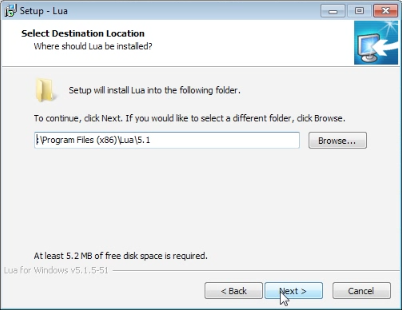 Setup - Lua
Select Destination Location
Where should Lua be installed?
Setup will install Lua into the following folder.
To continue, click Next. If you would like to select a different folder, click Browse.
:\Program Files (x86)\Lua\5.1
Browse...
At least 5.2 MB of free disk space is required.
Lua for Windows v5.1.5-51
< Back
Next >
Cancel